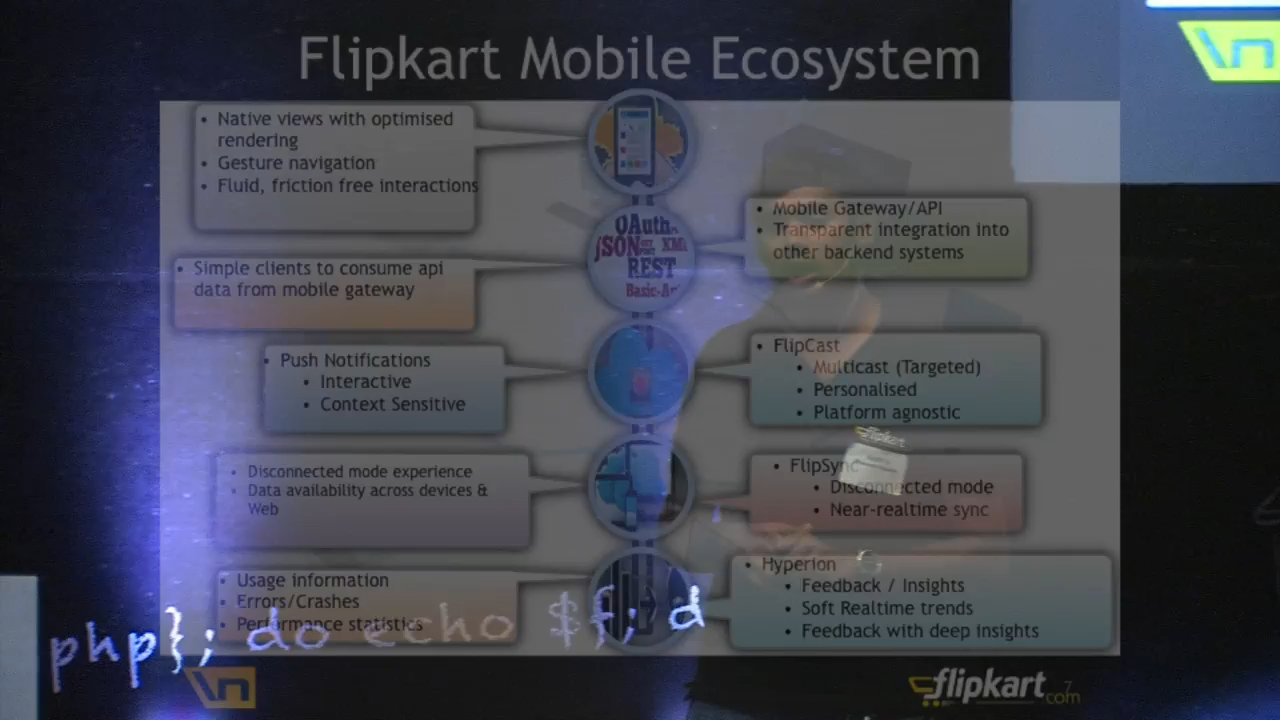 Flipkart Mobile Ecosystem
\n
• Native views with optimised
rendering
• Gesture navigation
• Fluid, friction free interactions
OAuth
JSON
XML
REST
• Mobile Gateway/API
• Transparent integration into
other backend systems
• Simple clients to consume api
data from mobile gateway
• Push Notifications
• Interactive
• Context Sensitive
• FlipCast
• Multicast (Targeted)
• Personalised
• Platform agnostic
flipkart
• Disconnected mode experience
• Data availability across devices &
Web
• FlipSync
• Disconnected mode
• Near-realtime sync
• Usage information
• Errors/Crashes
• Performance statistics
• Hyperion
• Feedback / Insights
• Soft Realtime trends
• Feedback with deep insights
php}; do echo $f; d
\n
flipkart
.com
7